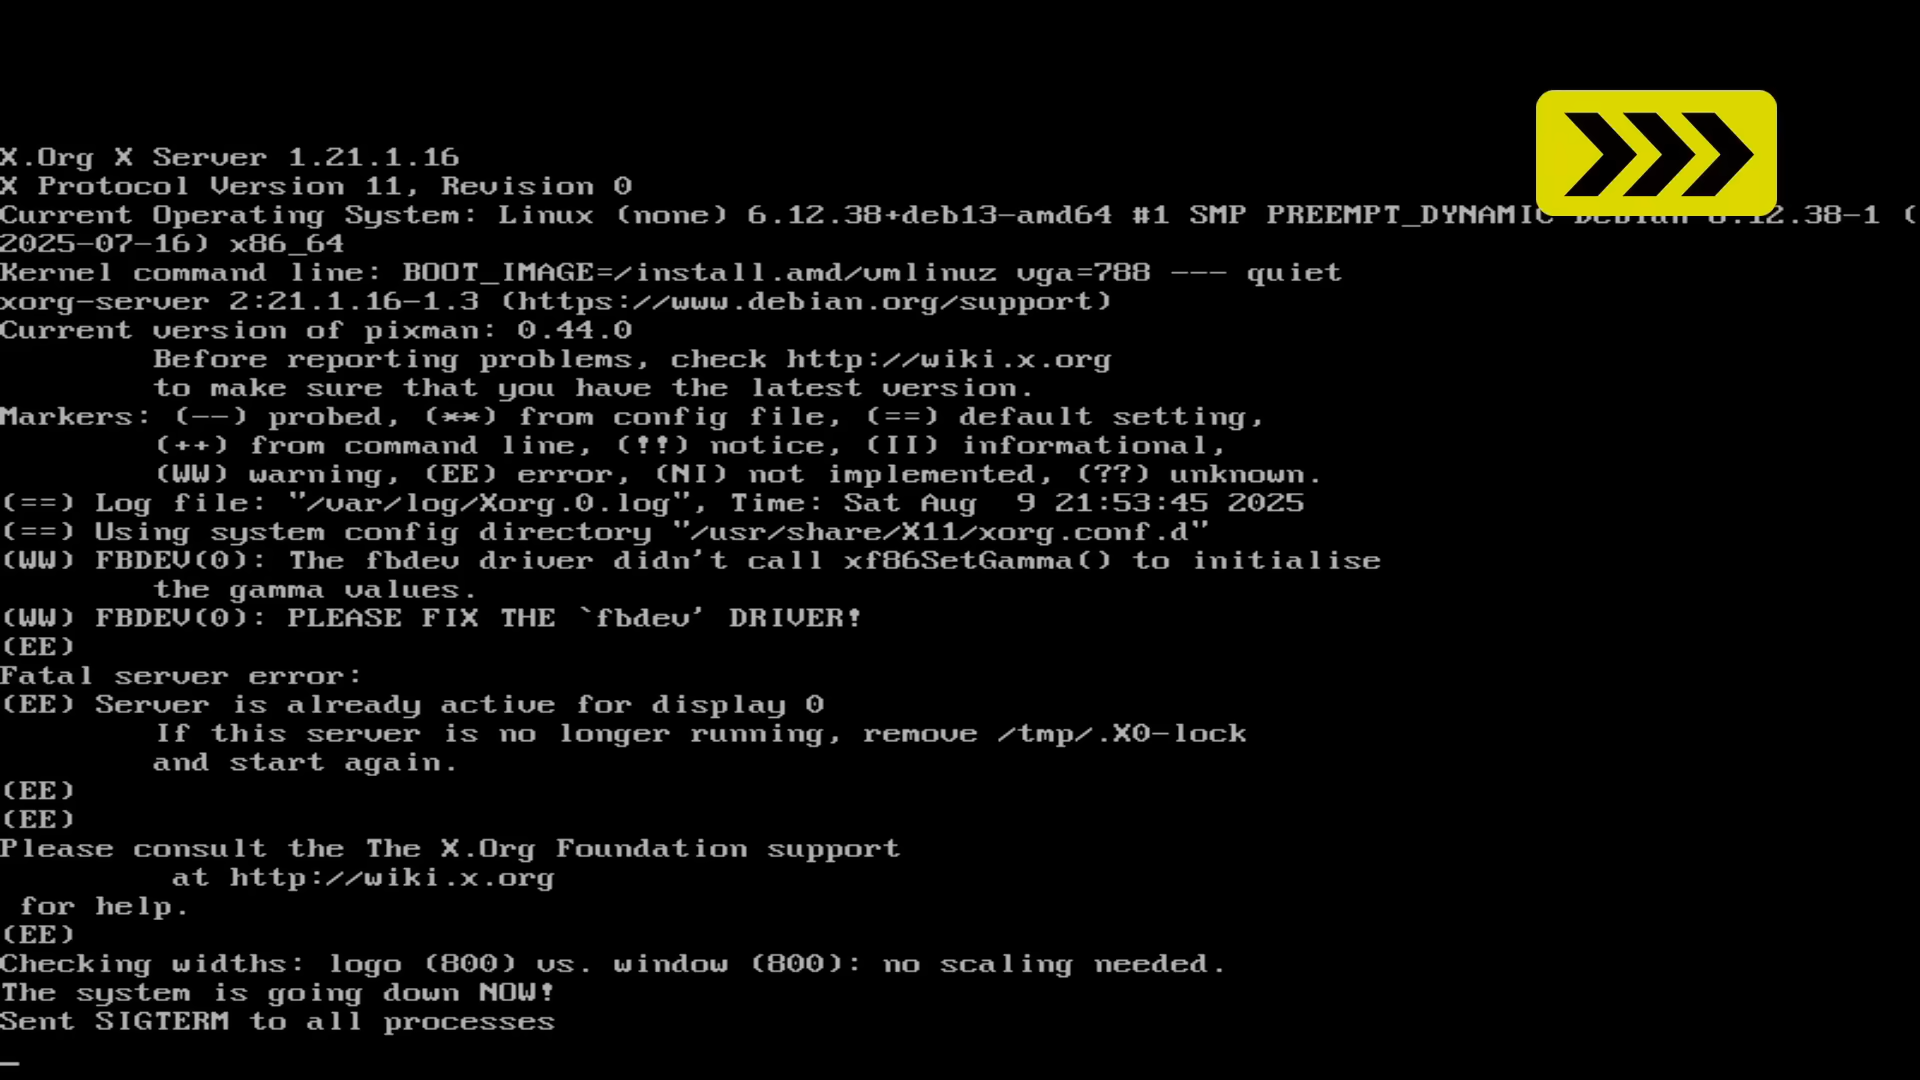 X.Org X Server 1.21.1.16
X Protocol Version 11, Revision 0
Current Operating System: Linux (none) 6.12.38+deb13-amd64 #1 SMP PREEMPT_DYNAMIC Debian 6.12.38-1 (
2025-07-16) x86_64
Kernel command line: BOOT_IMAGE=/install.amd/vmlinuz vga=788 --- quiet
xorg-server 2:21.1.16-1.3 (https://www.debian.org/support)
Current version of pixman: 0.44.0
        Before reporting problems, check http://wiki.x.org
        to make sure that you have the latest version.
Markers: (--) probed, (**) from config file, (==) default setting,
        (++) from command line, (!!) notice, (II) informational,
        (WW) warning, (EE) error, (NI) not implemented, (??) unknown.
(==) Log file: "/var/log/Xorg.0.log", Time: Sat Aug  9 21:53:45 2025
(==) Using system config directory "/usr/share/X11/xorg.conf.d"
(WW) FBDEV(0): The fbdev driver didn't call xf86SetGamma() to initialise
        the gamma values.
(WW) FBDEV(0): PLEASE FIX THE `fbdev' DRIVER!
(EE)
Fatal server error:
(EE) Server is already active for display 0
        If this server is no longer running, remove /tmp/.X0-lock
        and start again.
(EE)
(EE)
Please consult the The X.Org Foundation support
         at http://wiki.x.org
 for help.
(EE)
Checking widths: logo (800) vs. window (800): no scaling needed.
The system is going down NOW!
Sent SIGTERM to all processes